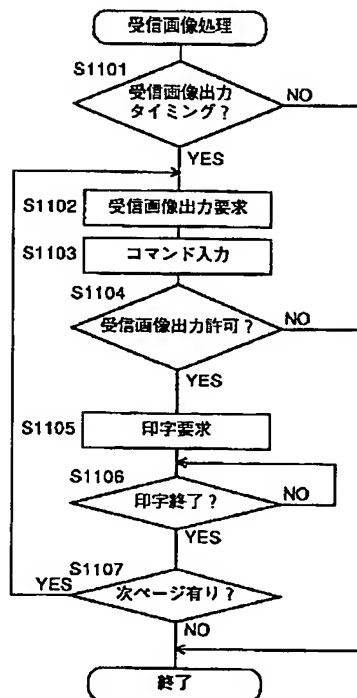 受信画像処理
S1101
受信画像出力
タイミング？
NO
YES
S1102
受信画像出力要求
S1103
コマンド入力
S1104
受信画像出力許可？
NO
YES
S1105
印字要求
S1106
印字終了？
NO
YES
S1107
YES
次ページ有り？
NO
終了